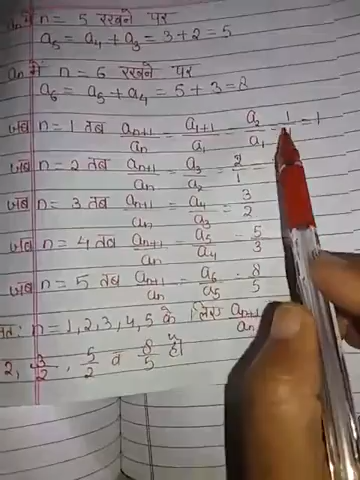 aₙ में n = 5 रखने पर
a₅ = a₄ + a₃ = 3 + 2 = 5
aₙ में n = 6 रखने पर
a₆ = a₅ + a₄ = 5 + 3 = 2
जब n = 1 तब aₙ₊₁/aₙ = a₁₊₁/a₁ = a₂/a₁ = 1/1 = 1
जब n = 2 तब aₙ₊₁/aₙ = a₃/a₂ = 2/1
जब n = 3 तब aₙ₊₁/aₙ = a₄/a₃ = 3/2
जब n = 4 तब aₙ₊₁/aₙ = a₅/a₄ = 5/3
जब n = 5 तब aₙ₊₁/aₙ = a₆/a₅ = 8/5
n = 1, 2, 3, 4, 5 के लिए aₙ₊₁/aₙ
2, 3/2, 5/2 व 8/5 है।